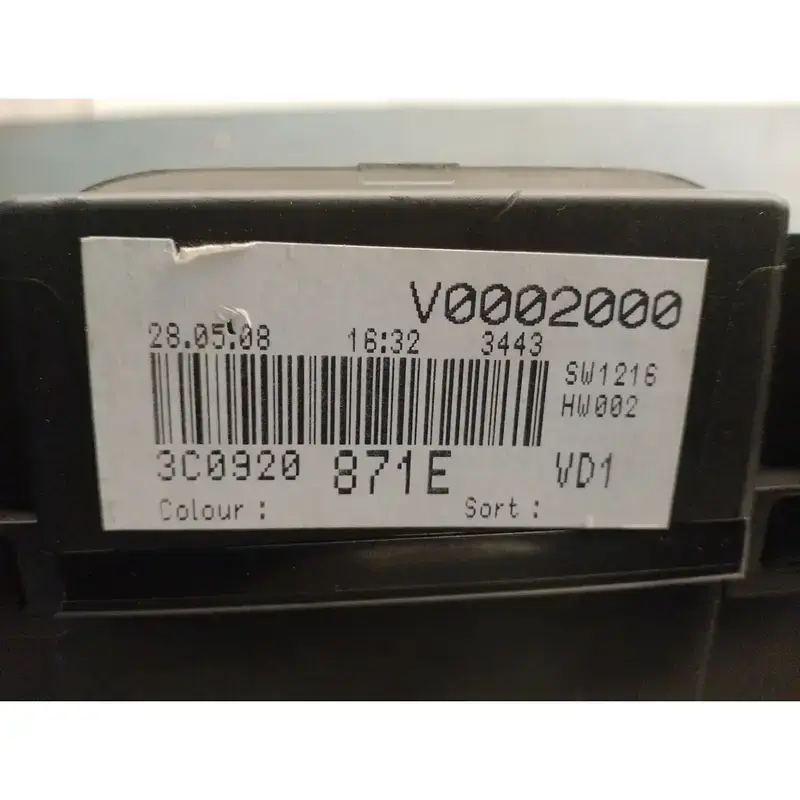 V0002000
28.05.08 16:32 3443
SW1216
HW002
3C0920 871E VD1
Colour : Sort :